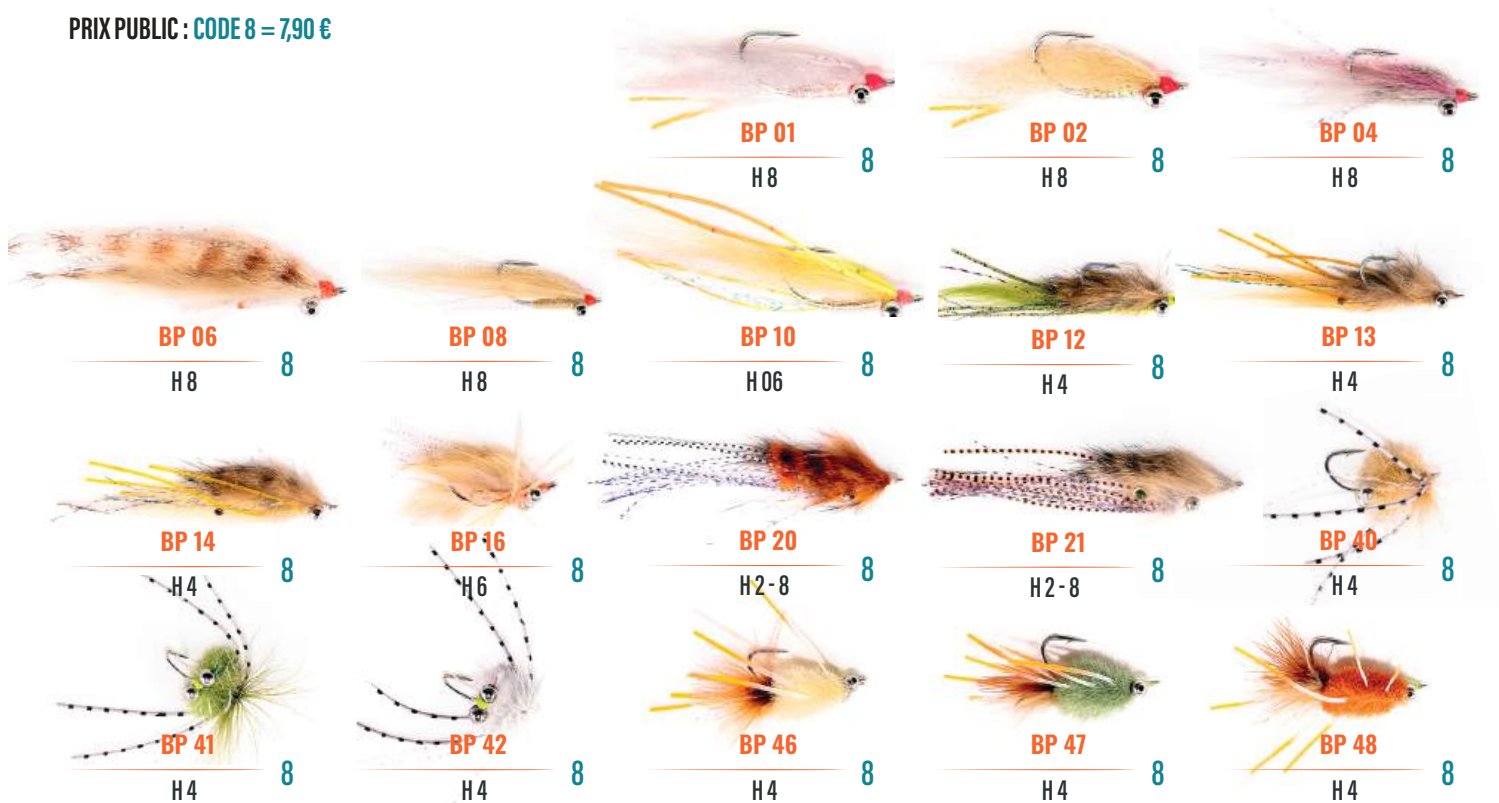 PRIX PUBLIC : CODE 8 = 7,90 €
BP 01
8
H 8
BP 02
8
H 8
BP 04
8
H 8
BP 06
8
H 8
BP 08
8
H 8
BP 10
8
H 06
BP 12
8
H 4
BP 13
8
H 4
BP 14
8
H 4
BP 16
8
H 6
BP 20
8
H 2 - 8
BP 21
8
H 2 - 8
BP 40
8
H 4
BP 41
8
H 4
BP 42
8
H 4
BP 46
8
H 4
BP 47
8
H 4
BP 48
8
H 4